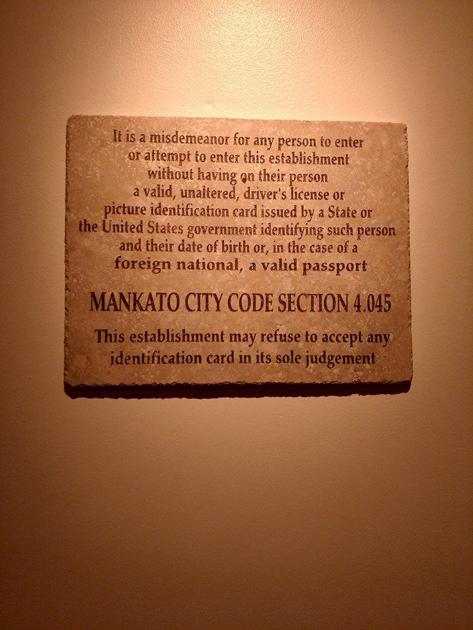 It is a misdemeanor for any person to enter
or attempt to enter this establishment
without having on their person
a valid, unaltered, driver's license or
picture identification card issued by a State or
the United States government identifying such person
and their date of birth or, in the case of a
foreign national, a valid passport
MANKATO CITY CODE SECTION 4.045
This establishment may refuse to accept any
identification card in its sole judgement